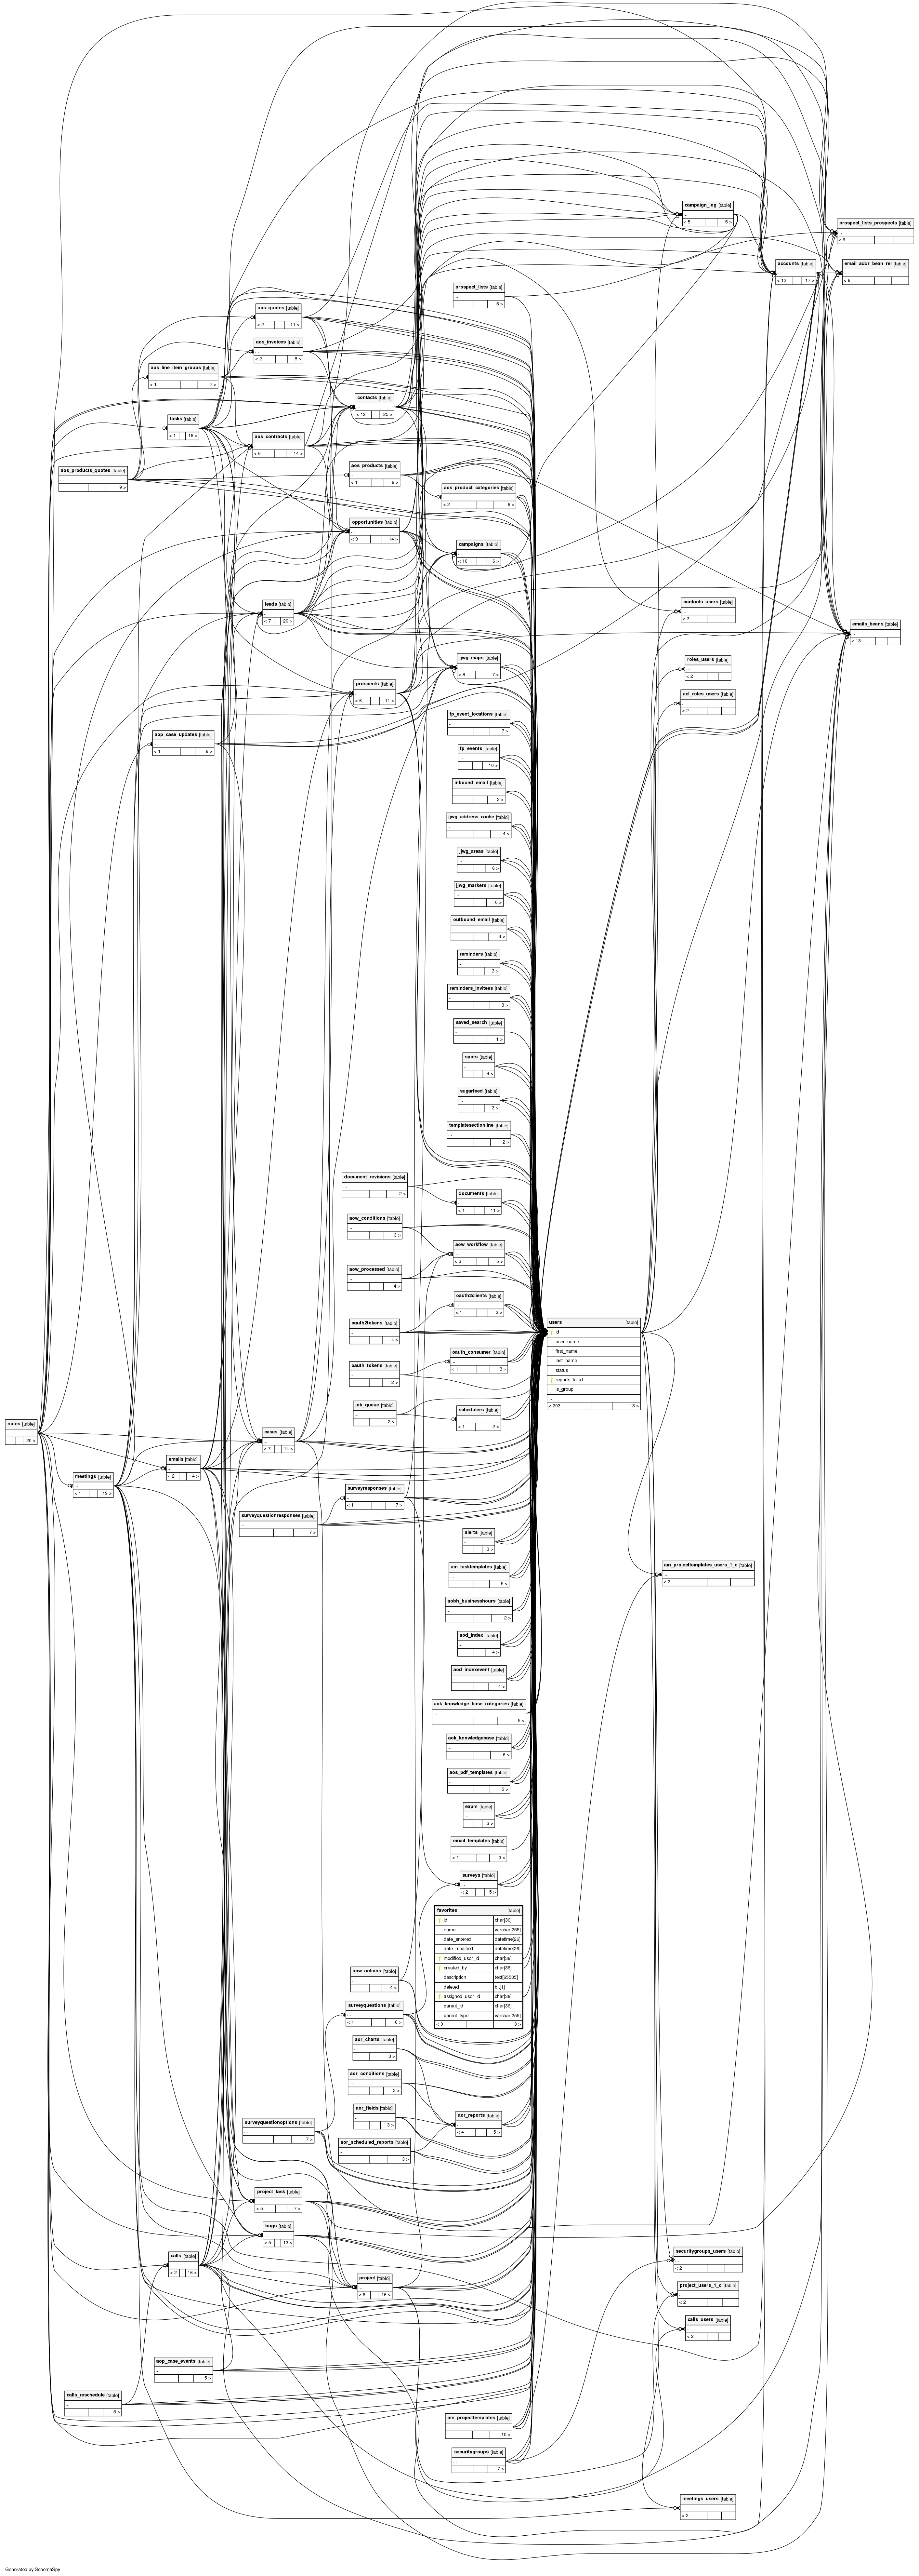 campaign_log [table]
...
< 5 5 >
prospect_lists_prospects [table]
...
< 6
accounts [table]
...
< 12 17 >
email_addr_bean_rel [table]
...
< 6
prospect_lists [table]
...
5 >
aos_quotes [table]
...
< 2 11 >
aos_invoices [table]
...
< 2 8 >
aos_line_item_groups [table]
...
< 1 7 >
contacts [table]
...
< 12 25 >
tasks [table]
...
< 1 16 >
aos_contracts [table]
...
< 6 14 >
aos_products_quotes [table]
...
9 >
aos_products [table]
...
< 1 6 >
aos_product_categories [table]
...
< 2 6 >
opportunities [table]
...
< 9 14 >
campaigns [table]
...
< 10 6 >
leads [table]
...
< 7 20 >
contacts_users [table]
...
< 2
emails_beans [table]
...
< 13
jjwg_maps [table]
...
< 8 7 >
roles_users [table]
...
< 2
prospects [table]
...
< 6 11 >
acl_roles_users [table]
...
< 2
fp_event_locations [table]
...
7 >
aop_case_updates [table]
...
< 1 6 >
fp_events [table]
...
10 >
inbound_email [table]
...
2 >
jjwg_address_cache [table]
...
4 >
jjwg_areas [table]
...
6 >
jjwg_markers [table]
...
6 >
outbound_email [table]
...
4 >
reminders [table]
...
3 >
reminders_invitees [table]
...
3 >
saved_search [table]
...
1 >
spots [table]
...
4 >
sugarfeed [table]
...
3 >
templatesectionline [table]
...
2 >
document_revisions [table]
...
2 >
documents [table]
...
< 1 11 >
aow_conditions [table]
...
3 >
aow_workflow [table]
...
< 3 5 >
aow_processed [table]
...
4 >
oauth2clients [table]
...
< 1 3 >
oauth2tokens [table]
...
4 >
users [table]
id
user_name
first_name
last_name
status
reports_to_id
is_group
...
< 203 13 >
oauth_consumer [table]
...
< 1 3 >
oauth_tokens [table]
...
2 >
job_queue [table]
...
2 >
schedulers [table]
...
< 1 2 >
notes [table]
...
20 >
cases [table]
...
< 7 14 >
emails [table]
...
< 2 14 >
meetings [table]
...
< 1 19 >
surveyresponses [table]
...
< 1 7 >
surveyquestionresponses [table]
...
7 >
alerts [table]
...
3 >
am_tasktemplates [table]
...
5 >
am_projecttemplates_users_1_c [table]
...
< 2
aobh_businesshours [table]
...
2 >
aod_index [table]
...
4 >
aod_indexevent [table]
...
4 >
aok_knowledge_base_categories [table]
...
5 >
aok_knowledgebase [table]
...
6 >
aos_pdf_templates [table]
...
5 >
eapm [table]
...
3 >
email_templates [table]
...
< 1 3 >
surveys [table]
...
< 2 5 >
favorites [table]
id char[36]
name varchar[255]
date_entered datetime[26]
date_modified datetime[26]
modified_user_id char[36]
created_by char[36]
description text[65535]
deleted bit[1]
assigned_user_id char[36]
parent_id char[36]
parent_type varchar[255]
< 0 3 >
aow_actions [table]
...
4 >
surveyquestions [table]
...
< 1 6 >
aor_charts [table]
...
3 >
aor_conditions [table]
...
3 >
aor_fields [table]
...
3 >
aor_reports [table]
...
< 4 5 >
surveyquestionoptions [table]
...
7 >
aor_scheduled_reports [table]
...
3 >
project_task [table]
...
< 5 7 >
bugs [table]
...
< 5 13 >
calls [table]
...
< 2 16 >
securitygroups_users [table]
...
< 2
project [table]
...
< 6 16 >
project_users_1_c [table]
...
< 2
calls_users [table]
...
< 2
aop_case_events [table]
...
5 >
calls_reschedule [table]
...
5 >
am_projecttemplates [table]
...
10 >
securitygroups [table]
...
7 >
meetings_users [table]
...
< 2
Generated by SchemaSpy